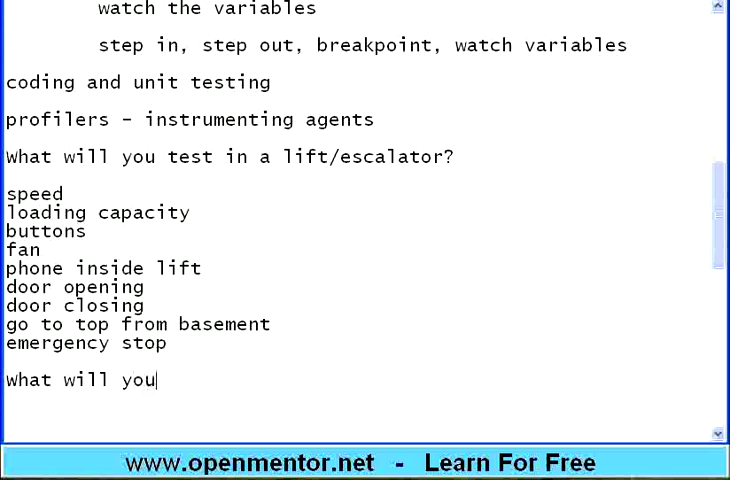 watch the variables
step in, step out, breakpoint, watch variables
coding and unit testing
profilers - instrumenting agents
what will you test in a lift/escalator?
speed
loading capacity
buttons
fan
phone inside lift
door opening
door closing
go to top from basement
emergency stop
what will you
www.openmentor.net - Learn For Free